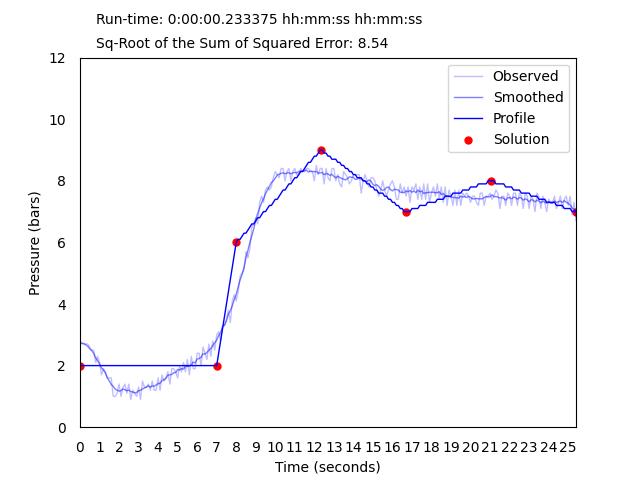 Run-time: 0:00:00.233375 hh:mm:ss hh:mm:ss
Sq-Root of the Sum of Squared Error: 8.54
12
10
8
6
4
2
0
Pressure (bars)
Observed
Smoothed
Profile
Solution
0 1 2 3 4 5 6 7 8 9 10 11 12 13 14 15 16 17 18 19 20 21 22 23 24 25
Time (seconds)